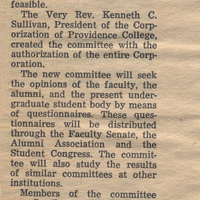 feasible.
The Very Rev. Kenneth C.
Sullivan, President of the Corp-
orization of Providence College,
created the committee with the
authorization of the entire Corp-
oration.
The new committee will seek
the opinions of the faculty, the
alumni, and the present under-
graduate student body by means
of questionnaires. These ques-
tionnaires will be distributed
through the Faculty Senate, the
Alumni Association and the
Student Congress. The commit-
tee will also study the results
of similar committees at other
institutions.
Members of the committee